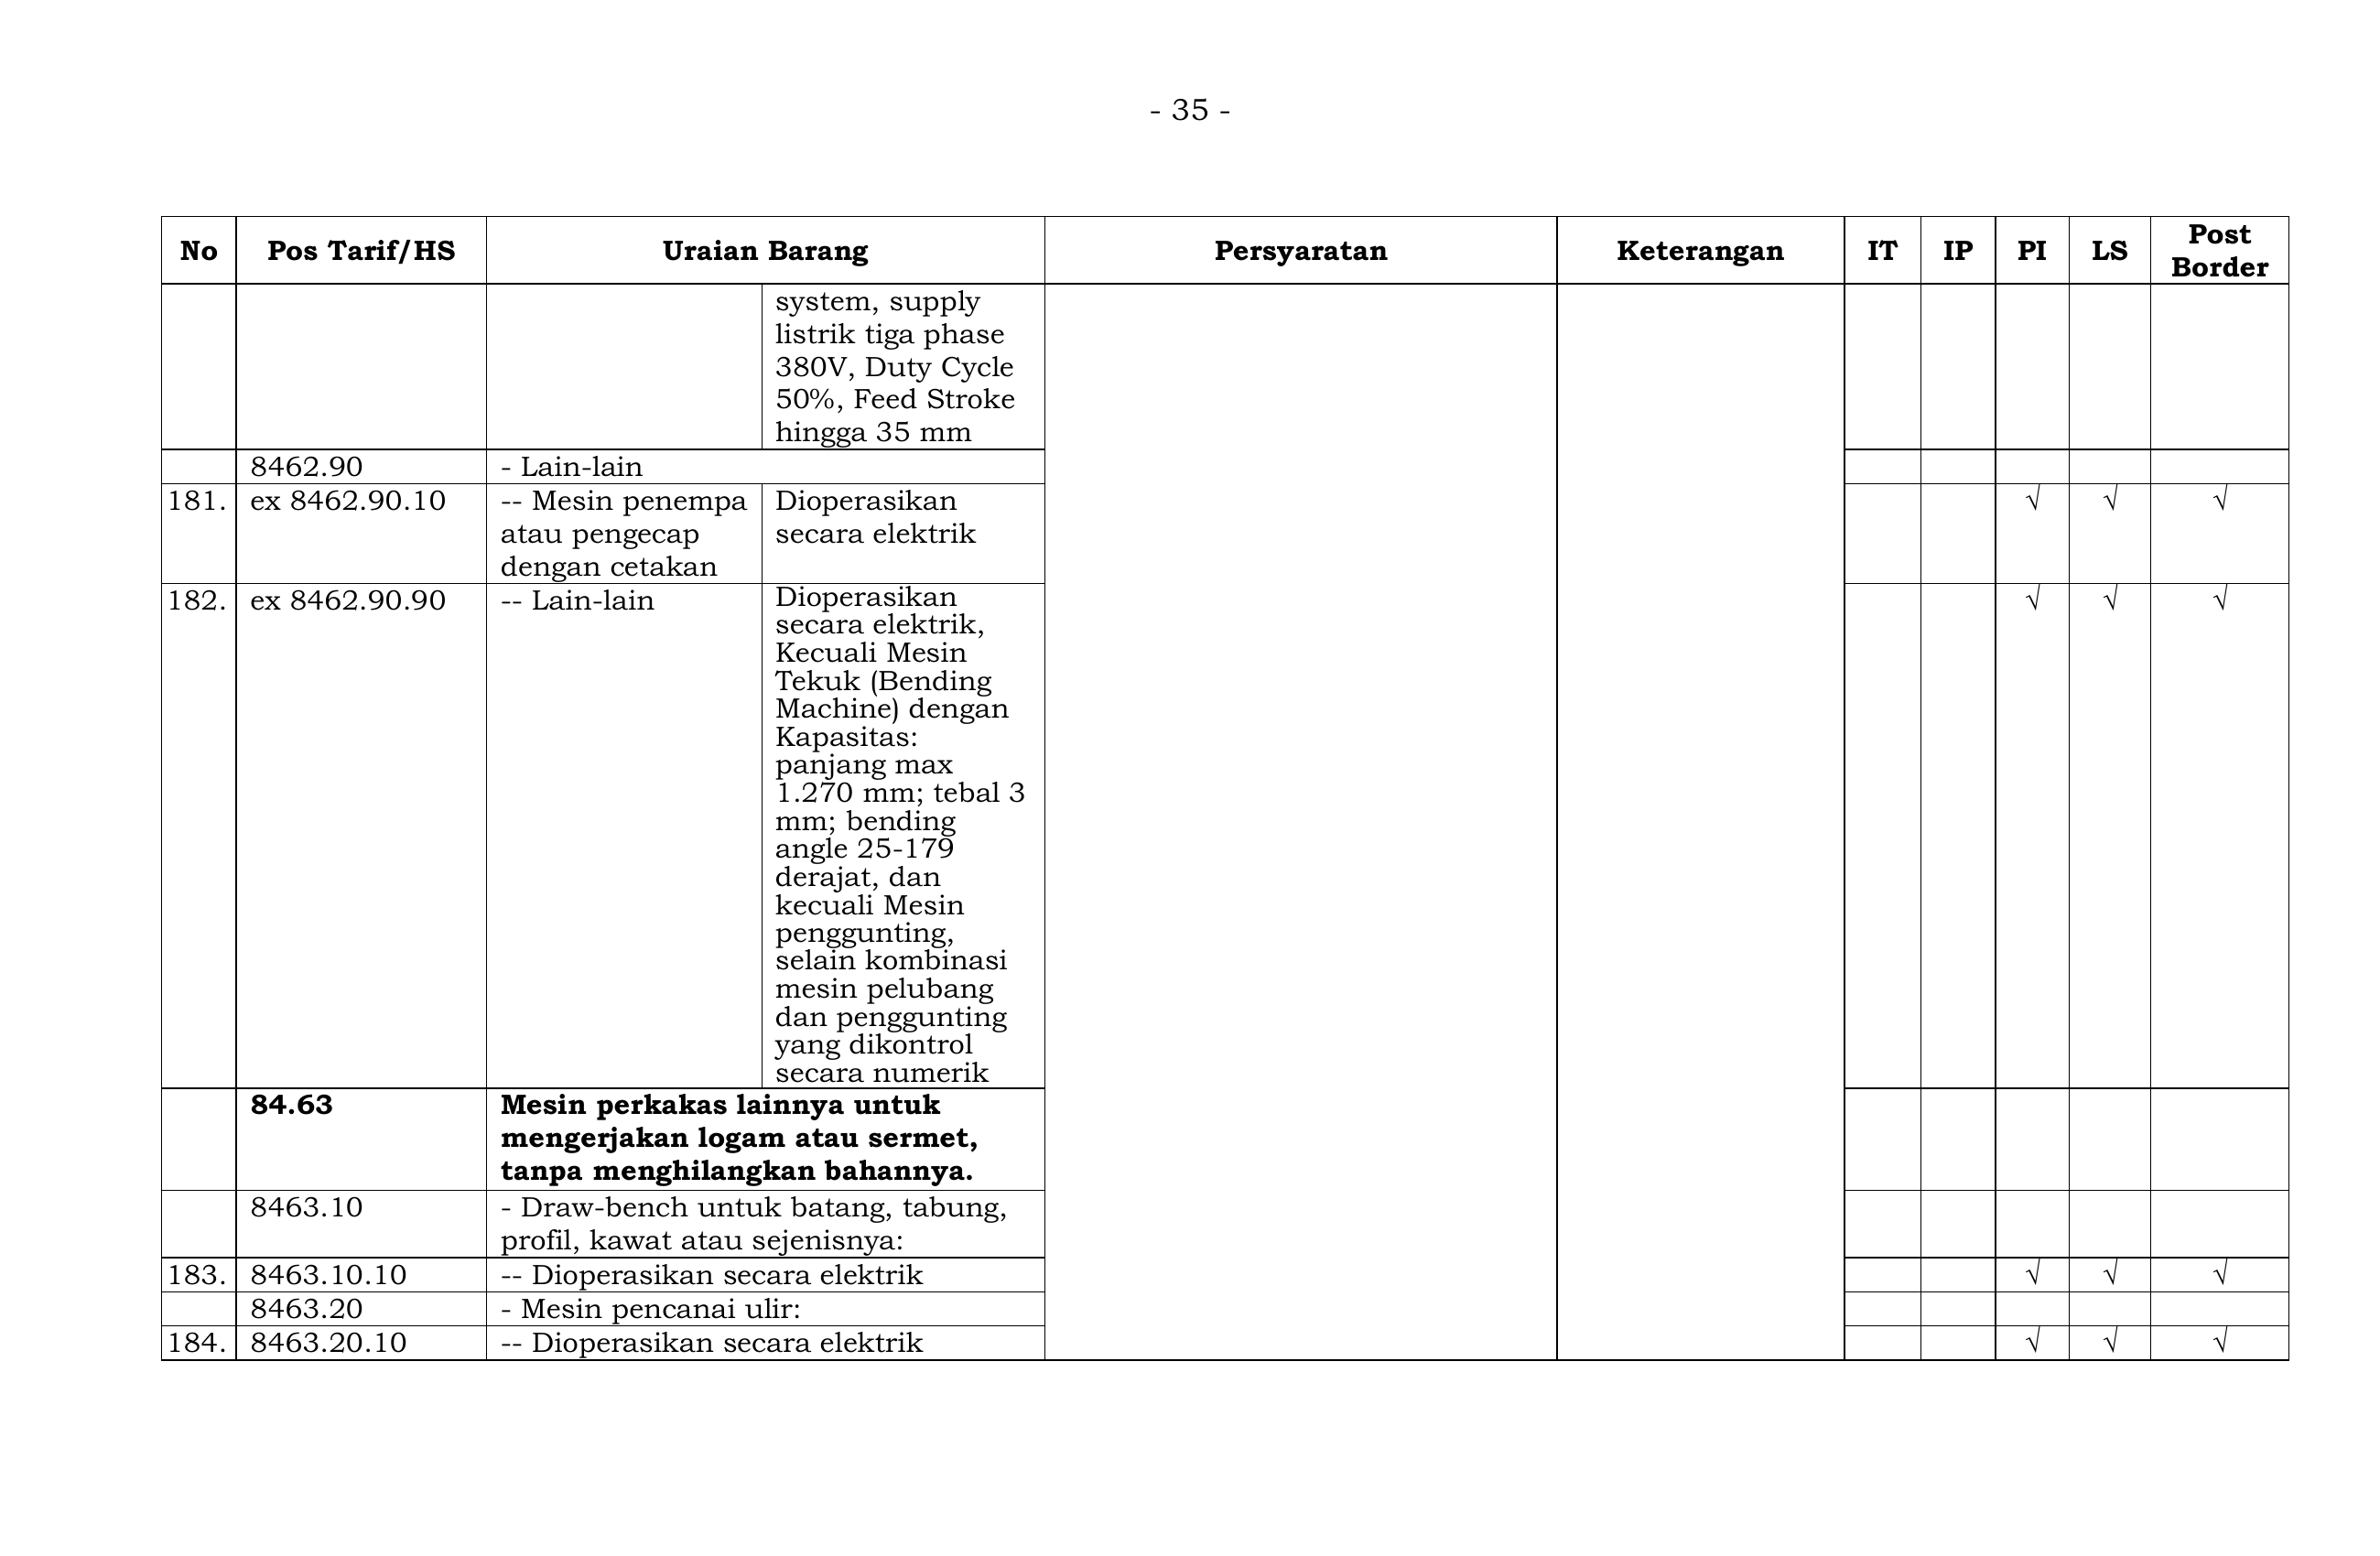 - 35 -
No Pos Tarif/HS Uraian Barang Persyaratan Keterangan IT IP PI LS Post Border
system, supply
listrik tiga phase
380V, Duty Cycle
50%, Feed Stroke
hingga 35 mm
8462.90 - Lain-lain
181. ex 8462.90.10 -- Mesin penempa Dioperasikan √ √ √
atau pengecap secara elektrik
dengan cetakan
182. ex 8462.90.90 -- Lain-lain Dioperasikan √ √ √
secara elektrik,
Kecuali Mesin
Tekuk (Bending
Machine) dengan
Kapasitas:
panjang max
1.270 mm; tebal 3
mm; bending
angle 25-179
derajat, dan
kecuali Mesin
penggunting,
selain kombinasi
mesin pelubang
dan penggunting
yang dikontrol
secara numerik
84.63 Mesin perkakas lainnya untuk
mengerjakan logam atau sermet,
tanpa menghilangkan bahannya.
8463.10 - Draw-bench untuk batang, tabung,
profil, kawat atau sejenisnya:
183. 8463.10.10 -- Dioperasikan secara elektrik √ √ √
8463.20 - Mesin pencanai ulir:
184. 8463.20.10 -- Dioperasikan secara elektrik √ √ √